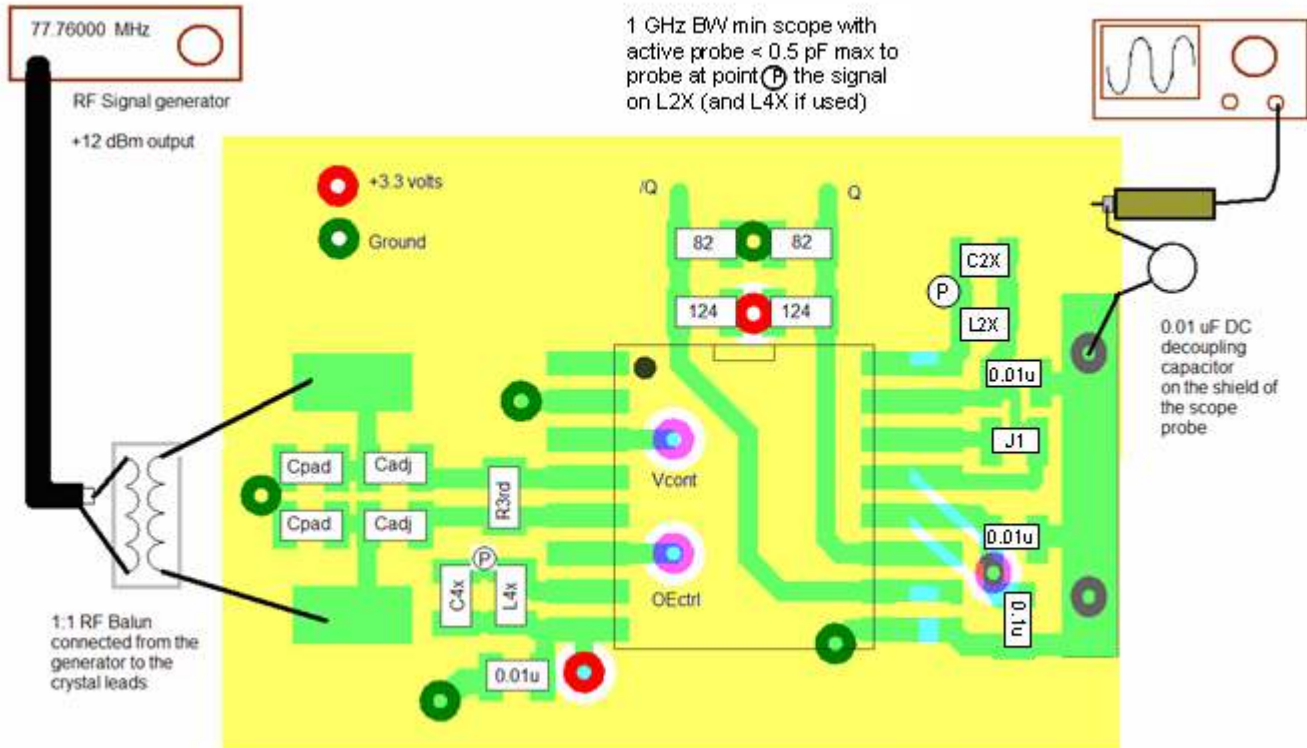 77.76000 MHz
RF Signal generator
+12 dBm output
1 GHz BW min scope with
active probe < 0.5 pF max to
probe at point P the signal
on L2X (and L4X if used)
+3.3 volts
Ground
/Q
Q
82
82
124
124
C2X
P
L2X
0.01u
J1
0.01u
0.1u
0.01 uF DC
decoupling
capacitor
on the shield of
the scope
probe
Cpad
Cadj
Cpad
Cadj
R3rd
Vcont
OEctrl
P
C4x
L4x
0.01u
1:1 RF Balun
connected from the
generator to the
crystal leads